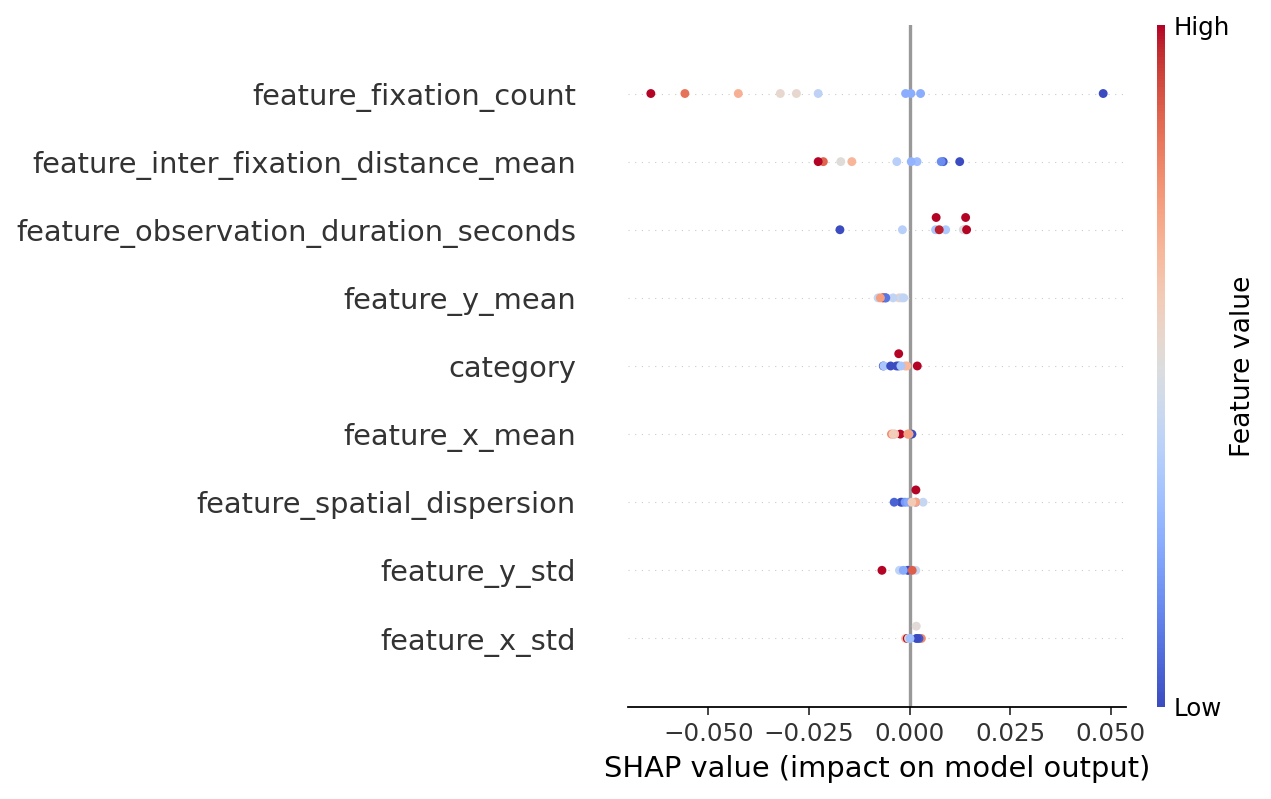 High
feature_fixation_count
feature_inter_fixation_distance_mean
feature_observation_duration_seconds
feature_y_mean
category
feature_x_mean
feature_spatial_dispersion
feature_y_std
feature_x_std
Feature value
Low
−0.050 −0.025 0.000 0.025 0.050
SHAP value (impact on model output)